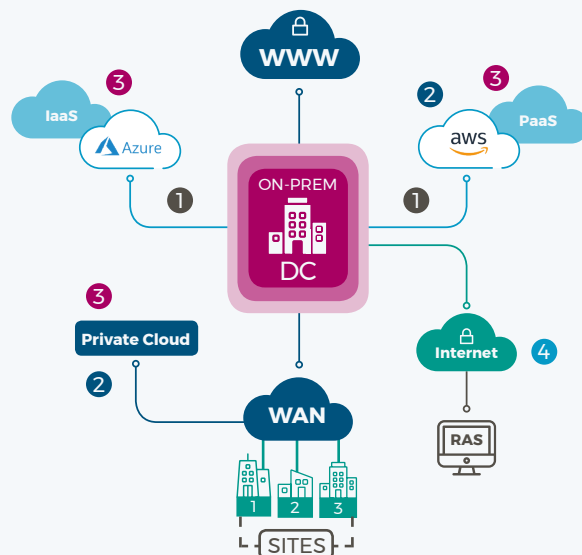 WWW
3
IaaS
Azure
2
3
aws
PaaS
1
ON-PREM
DC
1
3
Private Cloud
2
Internet
4
WAN
RAS
1
2
3
SITES